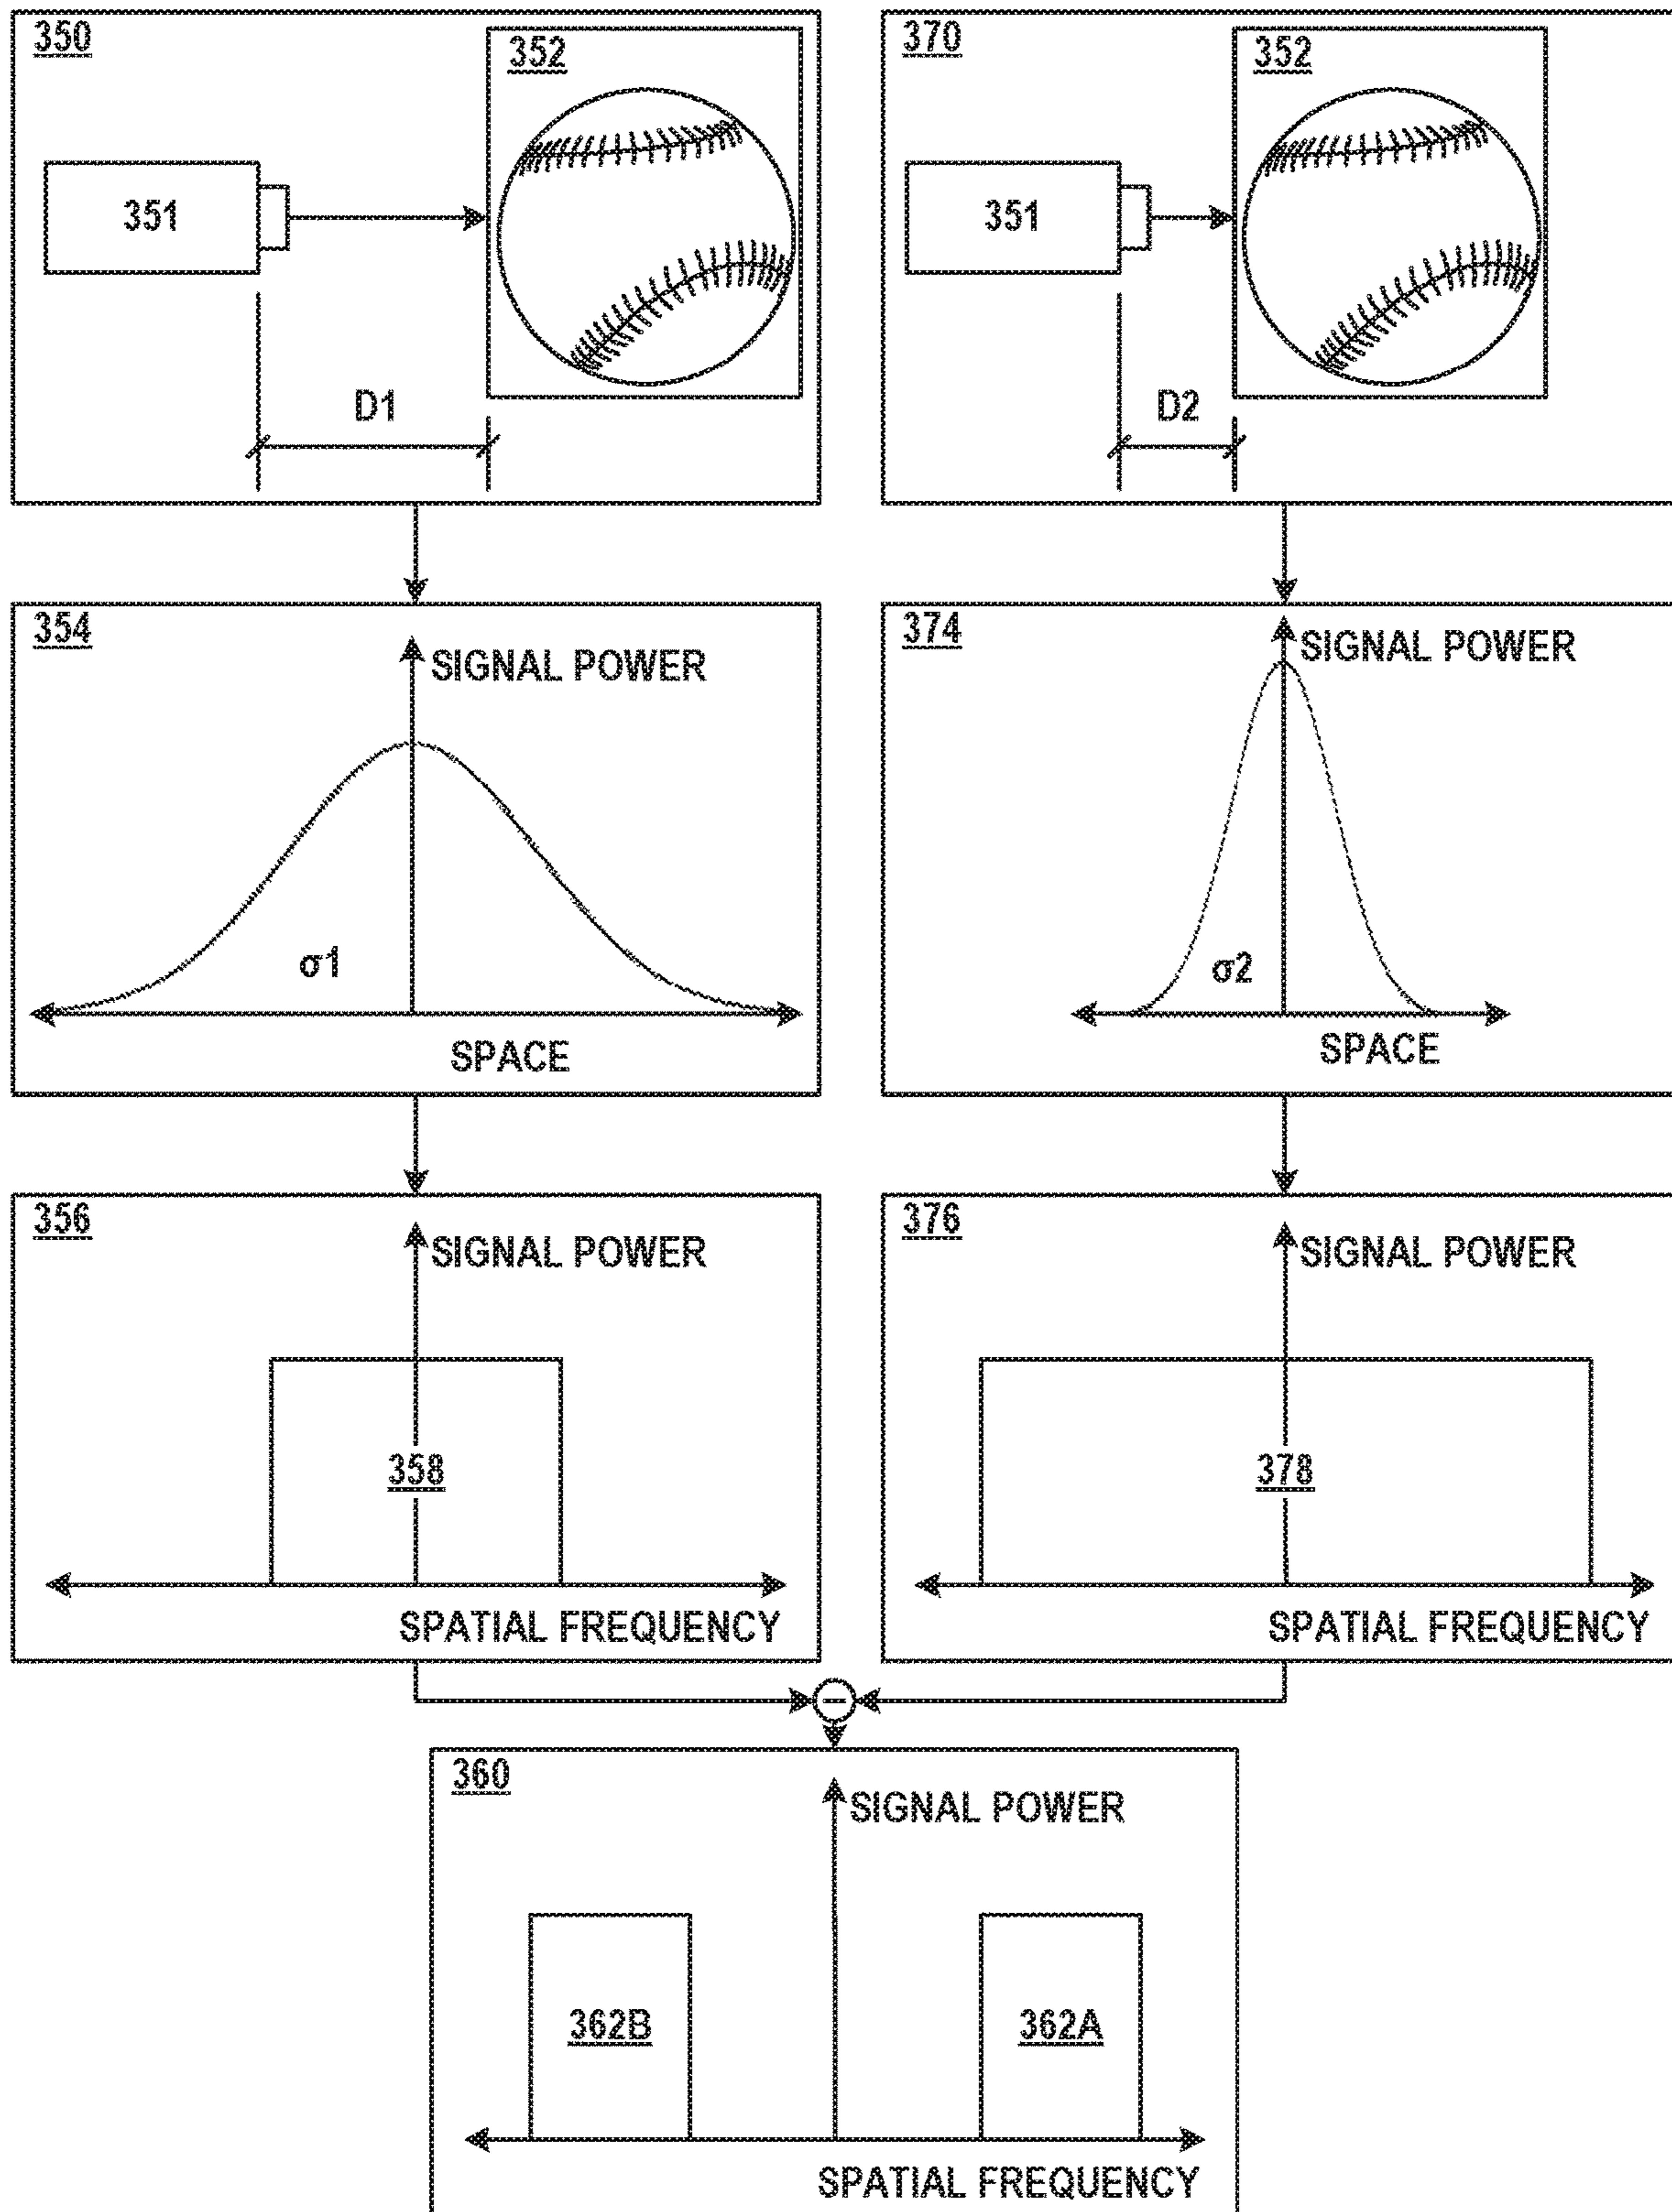 350
352
351
D1
370
352
351
D2
354
SIGNAL POWER
σ1
SPACE
374
SIGNAL POWER
σ2
SPACE
356
SIGNAL POWER
358
SPATIAL FREQUENCY
376
SIGNAL POWER
378
SPATIAL FREQUENCY
360
SIGNAL POWER
362B
362A
SPATIAL FREQUENCY